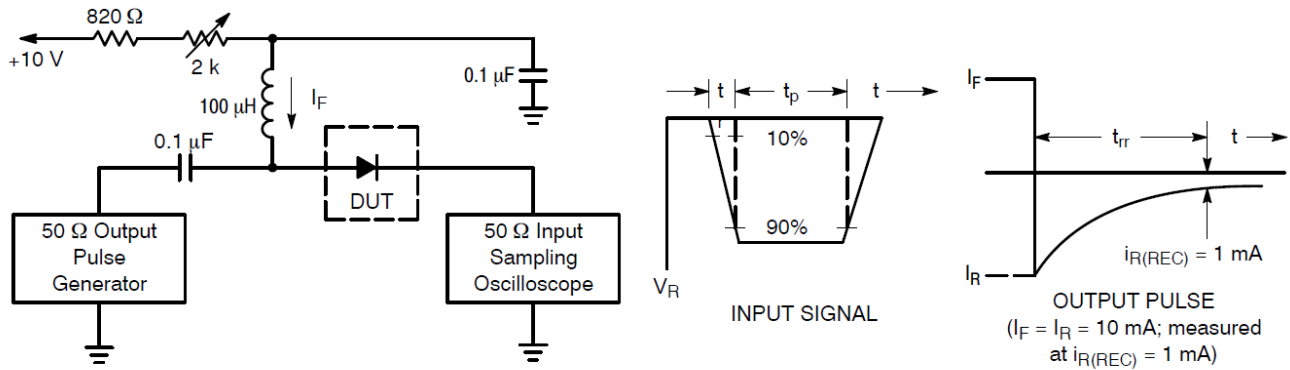 820 Ω
+10 V
2 k
100 μH
I_F
0.1 μF
0.1 μF
DUT
50 Ω Output
Pulse
Generator
50 Ω Input
Sampling
Oscilloscope
t
t_p
t
r
10%
90%
V_R
INPUT SIGNAL
I_F
t_rr
t
I_R
i_R(REC) = 1 mA
OUTPUT PULSE
(I_F = I_R = 10 mA; measured
at i_R(REC) = 1 mA)